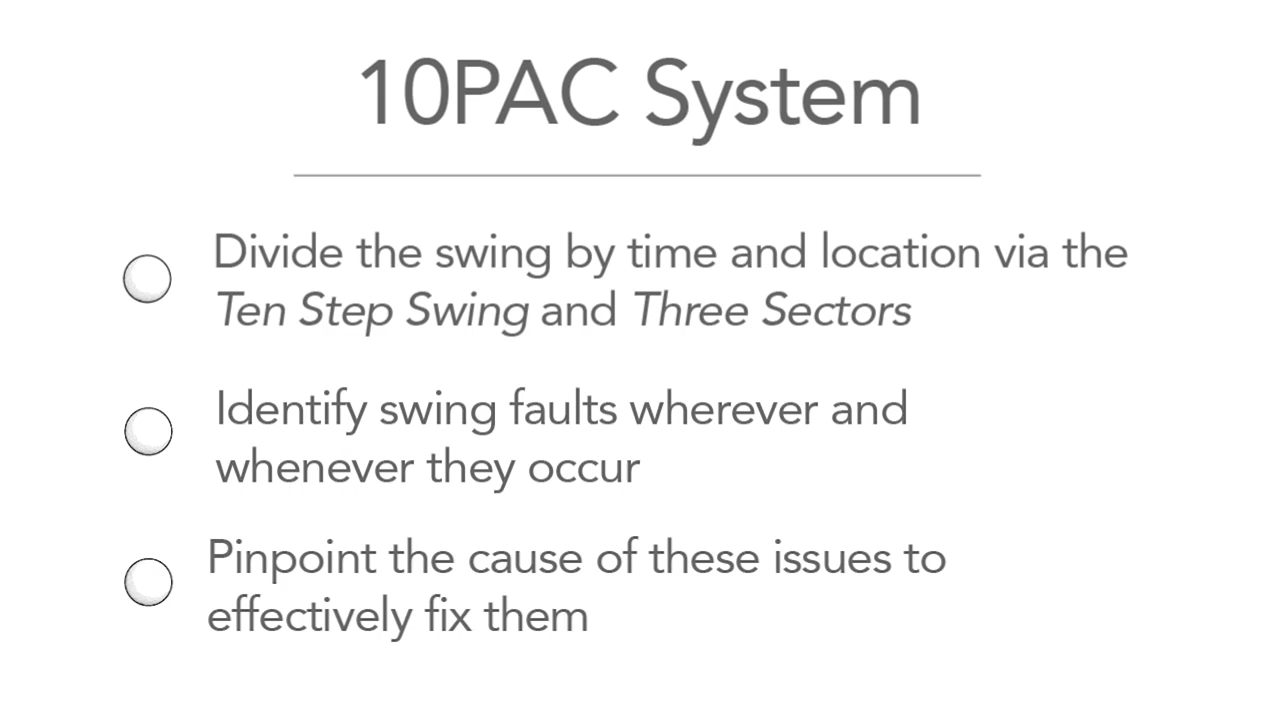 10PAC System
Divide the swing by time and location via the
Ten Step Swing and Three Sectors
Identify swing faults wherever and
whenever they occur
Pinpoint the cause of these issues to
effectively fix them